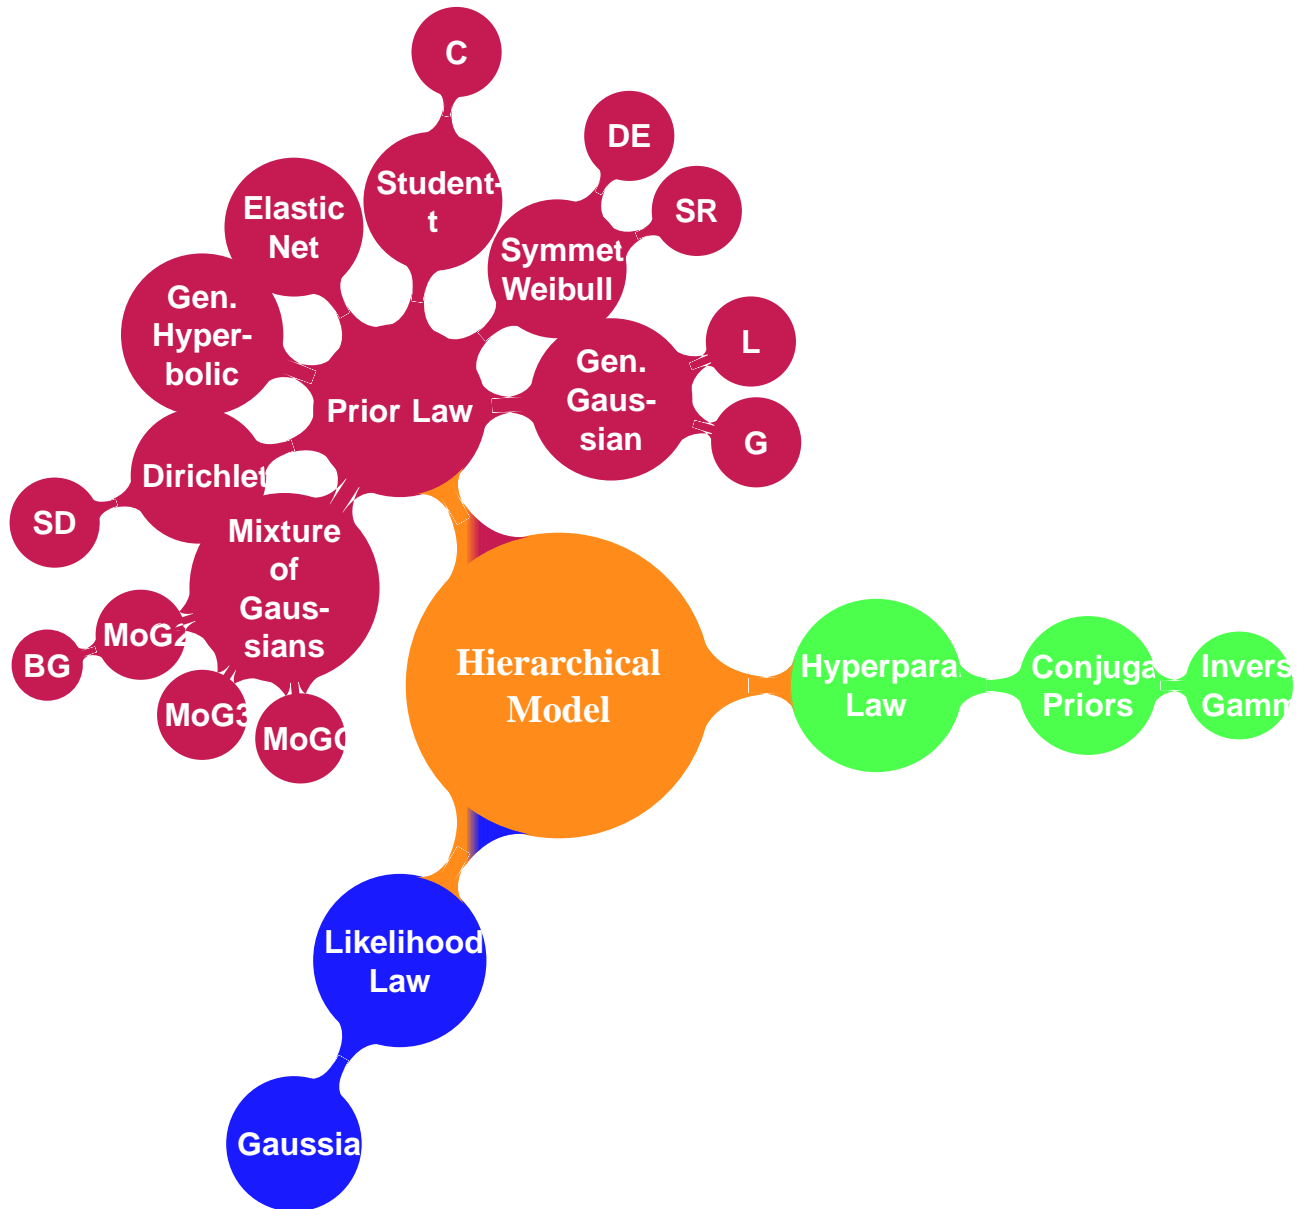 C
DE
Student-
t
SR
Elastic
Net
Symmet
Weibull
Gen.
Hyper-
bolic
L
Gen.
Gaus-
sian
Prior Law
G
Dirichlet
SD
Mixture
of
Gaus-
sians
MoG2
BG
MoG3
MoGG
Hierarchical
Model
Hyperpara
Law
Conjuga
Priors
Invers
Gamm
Likelihood
Law
Gaussia